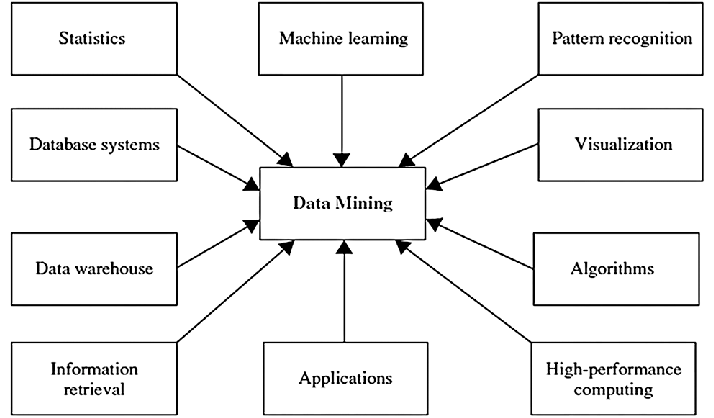 Statistics
Machine learning
Pattern recognition
Database systems
Visualization
Data Mining
Data warehouse
Algorithms
Information
retrieval
Applications
High-performance
computing